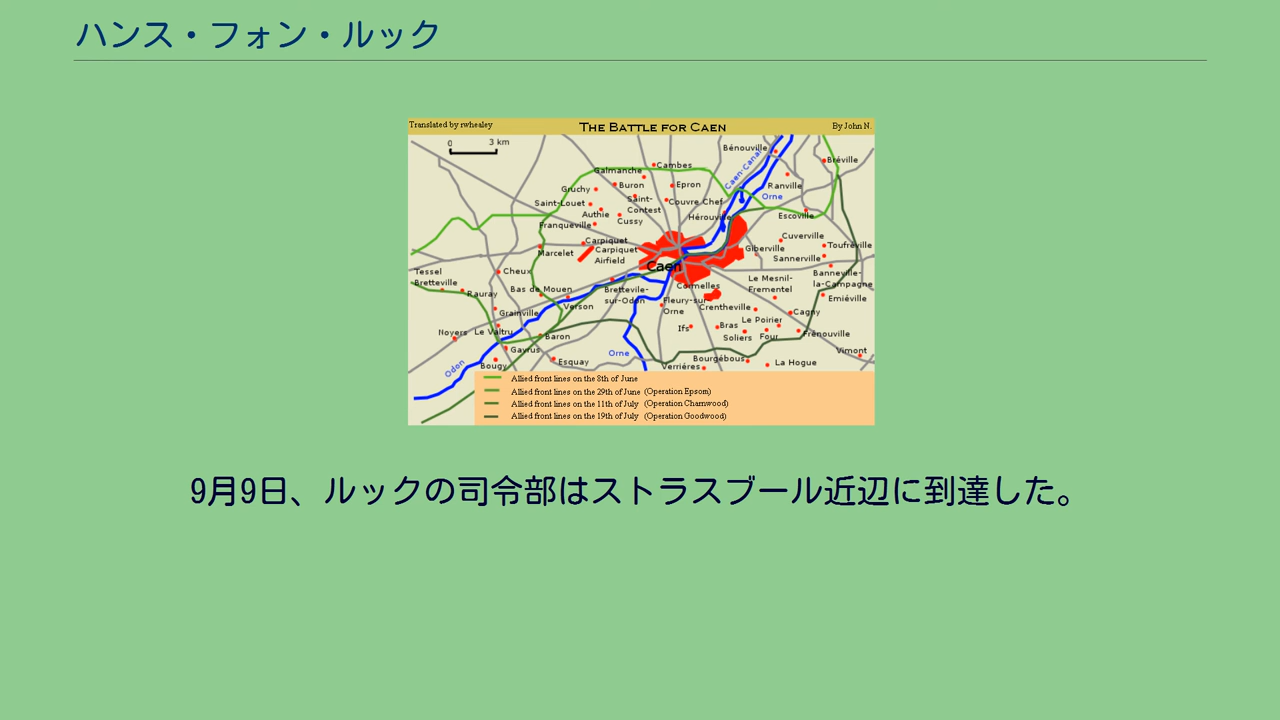 ハンス・フォン・ルック
Translated by rwhealey
THE BATTLE FOR CAEN
By John N.
0 3 km
Bénouville
Caen Canal
Bréville
Cambes
Galmanche
Buron
Epron
Ranville
Gruchy
Orne
Saint-Louet
Saint-Contest
Couvre Chef
Authie
Cussy
Hérouville
Escoville
Franqueville
Cuverville
Carpiquet
Toufréville
Marcelet
Carpiquet Airfield
Giberville
Sannerville
Caen
Tessel Bretteville
Cheux
Banneville-la-Campagne
Le Mesnil-Frementel
Cormelles
Bas de Mouen
Bretteville-sur-Odon
Rauray
Emiéville
Verson
Fleury-sur Orne
Crentheville
Grainville
Cagny
Le Poirier
Noyers
Le Valtru
Ifs
Bras
Baron
Soliers
Four
Frénouville
Gavrus
Orne
Vimont
Odon
Bougy
Esquay
Bourgébous
La Hogue
Verriéres
Allied front lines on the 8th of June
Allied front lines on the 29th of June (Operation Epsom)
Allied front lines on the 11th of July (Operation Charnwood)
Allied front lines on the 19th of July (Operation Goodwood)
9月9日、ルックの司令部はストラスブール近辺に到達した。